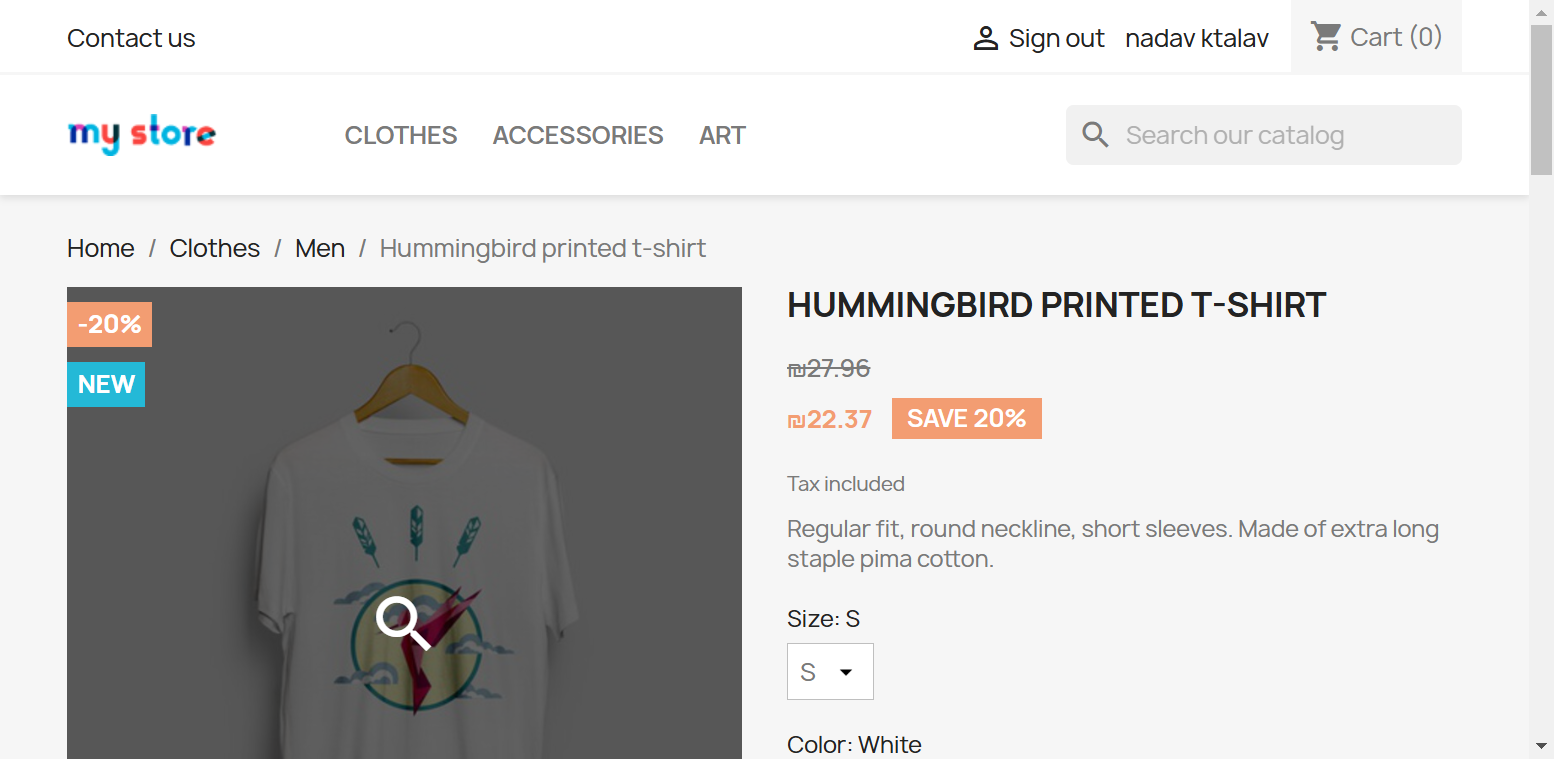 Contact us
Sign out nadav ktalav Cart (0)
my store CLOTHES ACCESSORIES ART Search our catalog
Home / Clothes / Men / Hummingbird printed t-shirt
-20%
NEW
HUMMINGBIRD PRINTED T-SHIRT
₪27.96
₪22.37 SAVE 20%
Tax included
Regular fit, round neckline, short sleeves. Made of extra long
staple pima cotton.
Size: S
S
Color: White